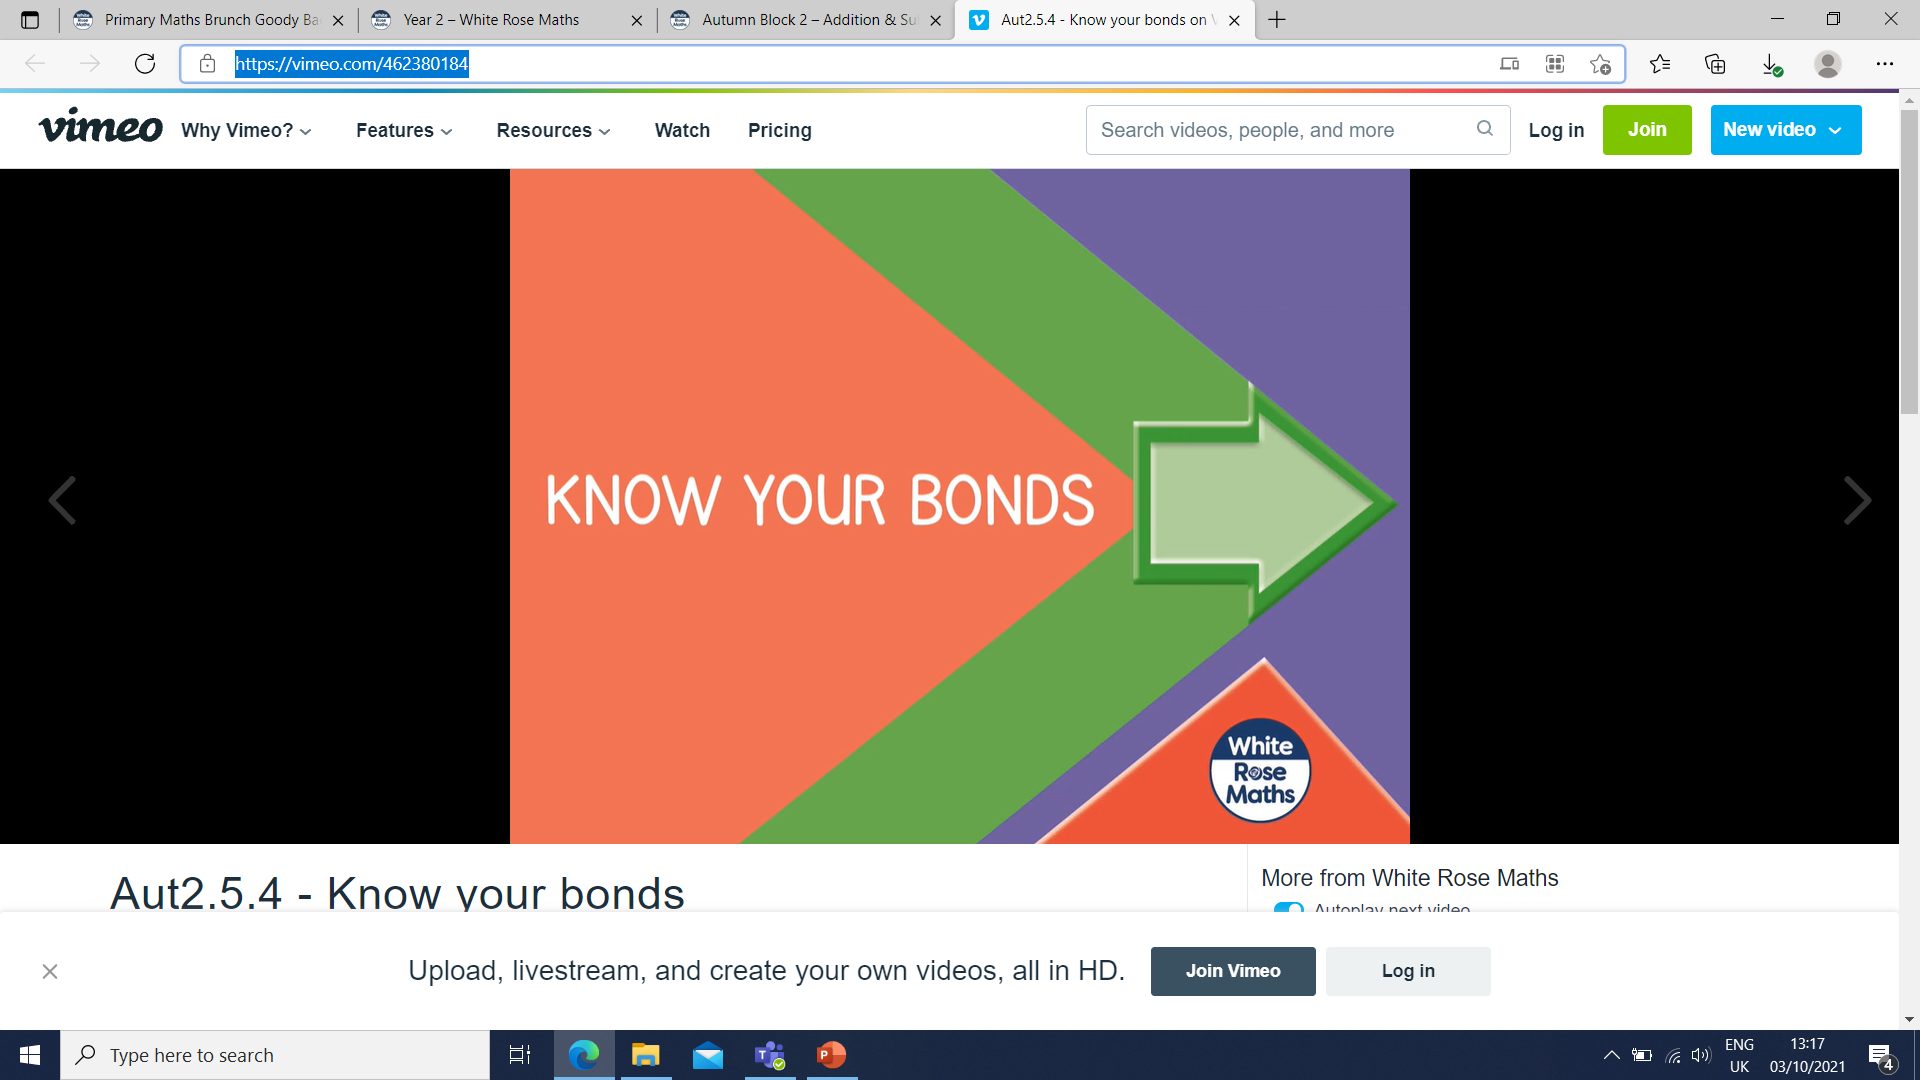 Primary Maths Brunch Goody Ba
Year 2 – White Rose Maths
Autumn Block 2 – Addition & Su
Aut2.5.4 - Know your bonds on V
https://vimeo.com/462380184
vimeo
Why Vimeo?
Features
Resources
Watch
Pricing
Search videos, people, and more
Log in
Join
New video
KNOW YOUR BONDS
White
Rose
Maths
Aut2.5.4 - Know your bonds
More from White Rose Maths
Autoplay next video
Upload, livestream, and create your own videos, all in HD.
Join Vimeo
Log in
Type here to search
ENG
UK
13:17
03/10/2021
4